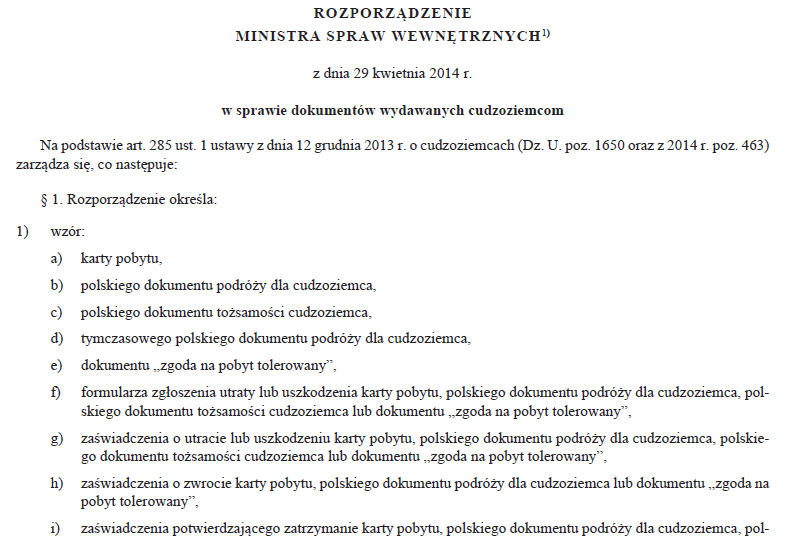 ROZPORZĄDZENIE
MINISTRA SPRAW WEWNĘTRZNYCH1)
z dnia 29 kwietnia 2014 r.
w sprawie dokumentów wydawanych cudzoziemcom
Na podstawie art. 285 ust. 1 ustawy z dnia 12 grudnia 2013 r. o cudzoziemcach (Dz. U. poz. 1650 oraz z 2014 r. poz. 463)
zarządza się, co następuje:
§ 1. Rozporządzenie określa:
1) wzór:
a) karty pobytu,
b) polskiego dokumentu podróży dla cudzoziemca,
c) polskiego dokumentu tożsamości cudzoziemca,
d) tymczasowego polskiego dokumentu podróży dla cudzoziemca,
e) dokumentu „zgoda na pobyt tolerowany”,
f) formularza zgłoszenia utraty lub uszkodzenia karty pobytu, polskiego dokumentu podróży dla cudzoziemca, pol-
skiego dokumentu tożsamości cudzoziemca lub dokumentu „zgoda na pobyt tolerowany”,
g) zaświadczenia o utracie lub uszkodzeniu karty pobytu, polskiego dokumentu podróży dla cudzoziemca, polskie-
go dokumentu tożsamości cudzoziemca lub dokumentu „zgoda na pobyt tolerowany”,
h) zaświadczenia o zwrocie karty pobytu, polskiego dokumentu podróży dla cudzoziemca lub dokumentu „zgoda na
pobyt tolerowany”,
i) zaświadczenia potwierdzającego zatrzymanie karty pobytu, polskiego dokumentu podróży dla cudzoziemca, pol-